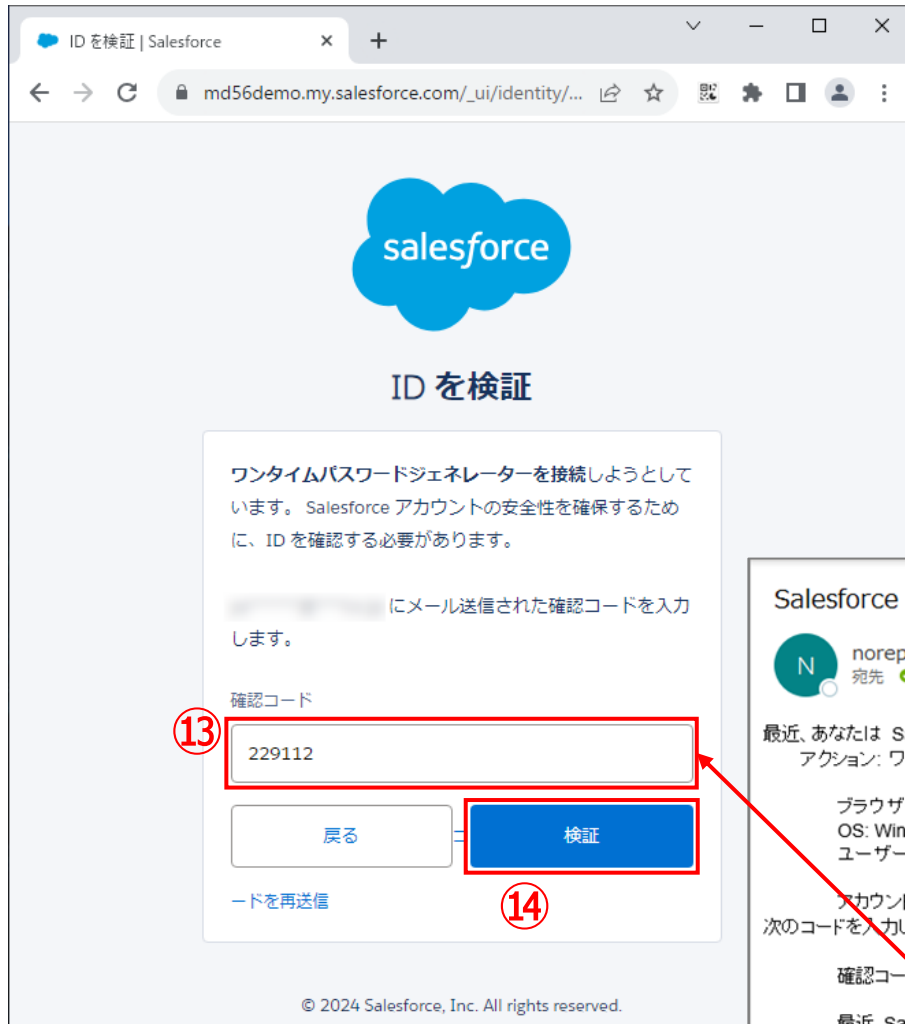 ID を検証 | Salesforce
md56demo.my.salesforce.com/_ui/identity/...
salesforce
ID を検証
ワンタイムパスワードジェネレーターを接続しようとして
います。 Salesforce アカウントの安全性を確保するため
に、ID を確認する必要があります。
にメール送信された確認コードを入力
します。
確認コード
⑬
229112
戻る
コ
検証
ードを再送信
⑭
© 2024 Salesforce, Inc. All rights reserved.
Salesforce
N
norep
宛先
最近、あなたは S
アクション: ワ
ブラウザ
OS: Win
ユーザー
アカウント
次のコードを入力し
確認コー
最近 Sa